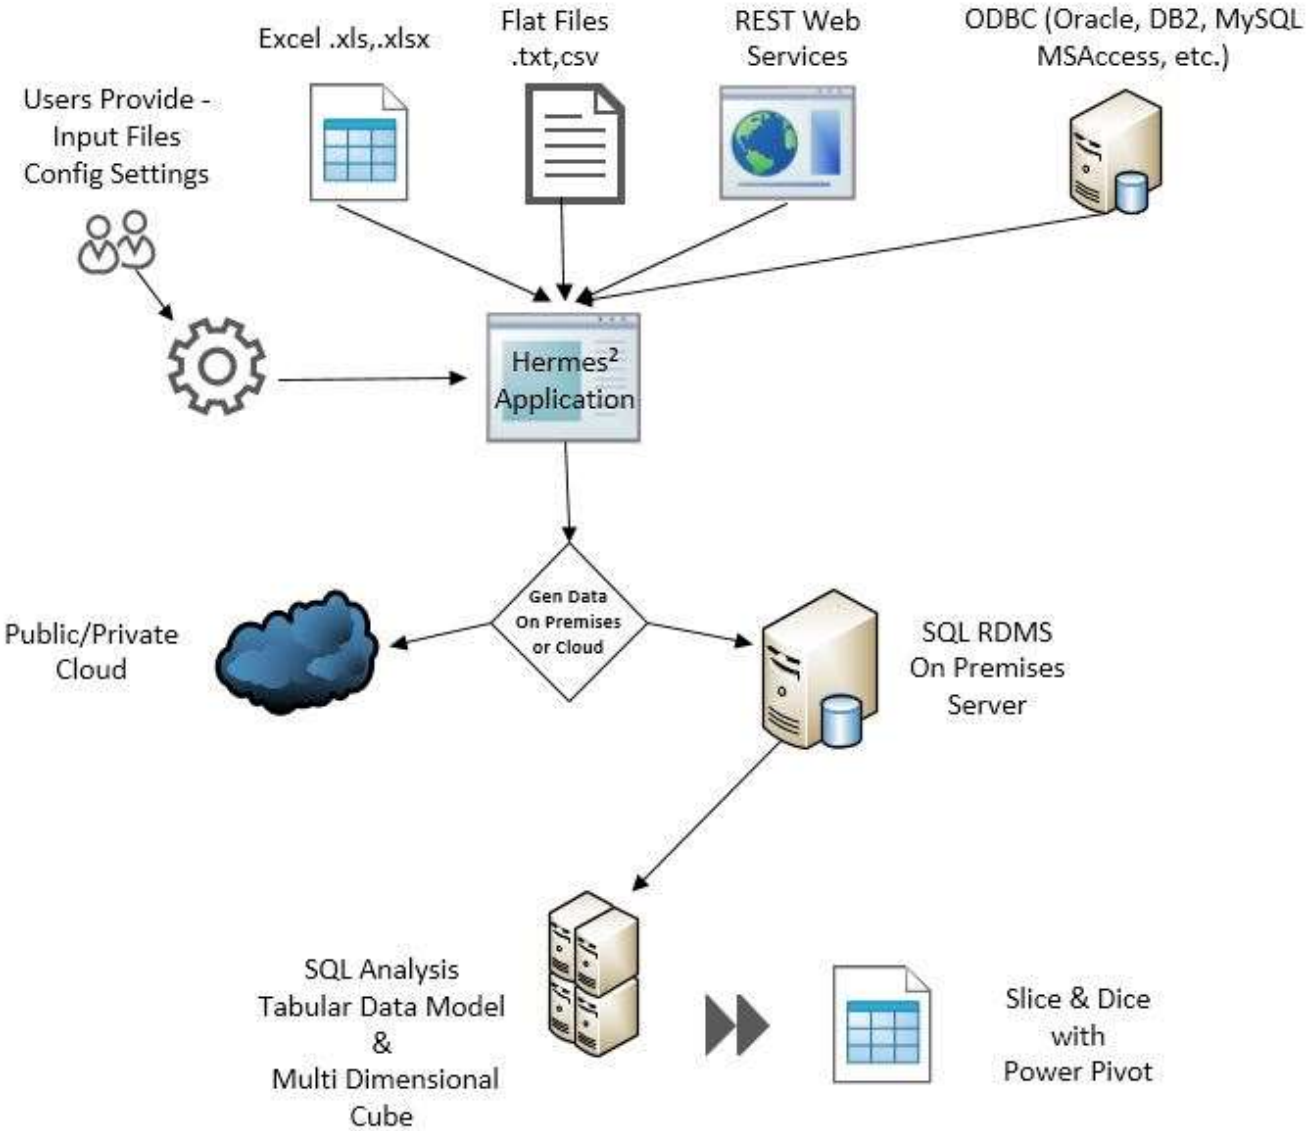 Excel .xls,.xlsx
Flat Files
.txt,csv
REST Web
Services
ODBC (Oracle, DB2, MySQL
MSAccess, etc.)
Users Provide -
Input Files
Config Settings
Hermes²
Application
Gen Data
On Premises
or Cloud
Public/Private
Cloud
SQL RDMS
On Premises
Server
SQL Analysis
Tabular Data Model
&
Multi Dimensional
Cube
Slice & Dice
with
Power Pivot